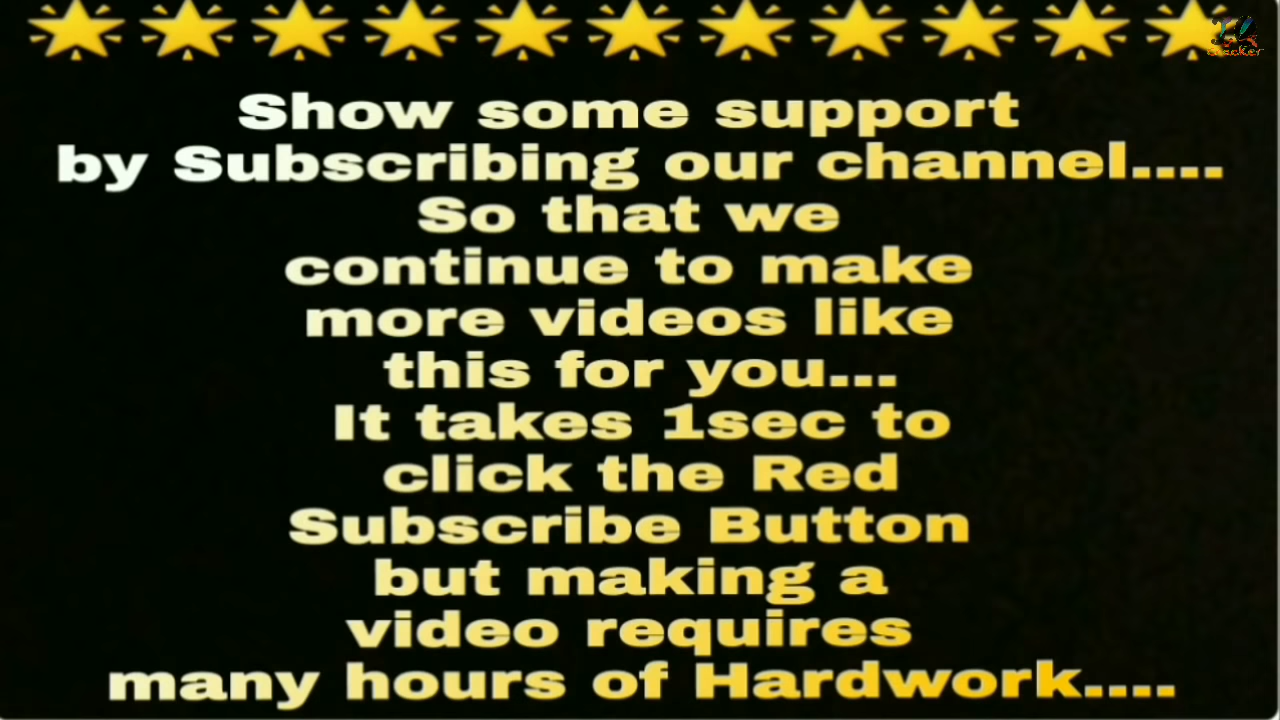 Show some support
by Subscribing our channel....
So that we
continue to make
more videos like
this for you...
It takes 1sec to
click the Red
Subscribe Button
but making a
video requires
many hours of Hardwork....